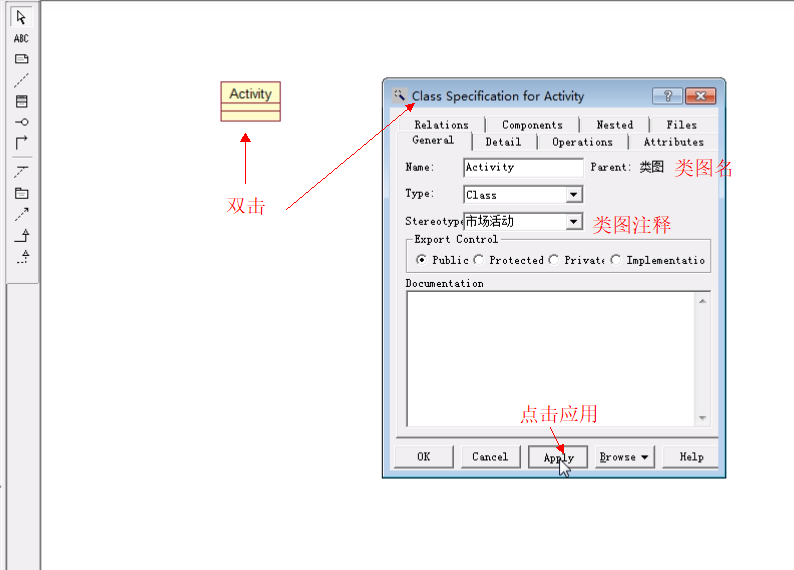 ABC
Activity
双击
Class Specification for Activity
Relations Components Nested Files
General Detail Operations Attributes
Name: Activity Parent: 类图 类图名
Type: Class
Stereotype 市场活动 类图注释
Export Control
Public Protected Private Implementatio
Documentation
点击应用
OK Cancel Apply Browse Help